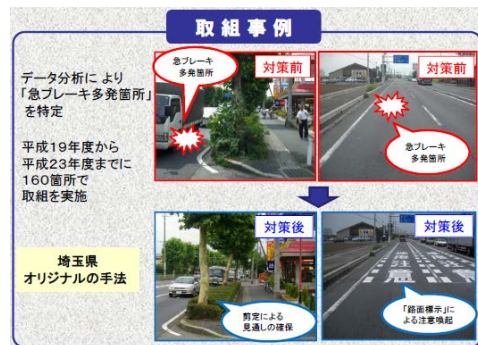 取組事例
データ分析により
「急ブレーキ多発箇所」
を特定
平成19年度から
平成23年度までに
160箇所で
取組を実施
埼玉県
オリジナルの手法
急ブレーキ
多発箇所
対策前
対策前
急ブレーキ
多発箇所
対策後
剪定による
見通しの確保
対策後
「路面標示」に
よる注意喚起